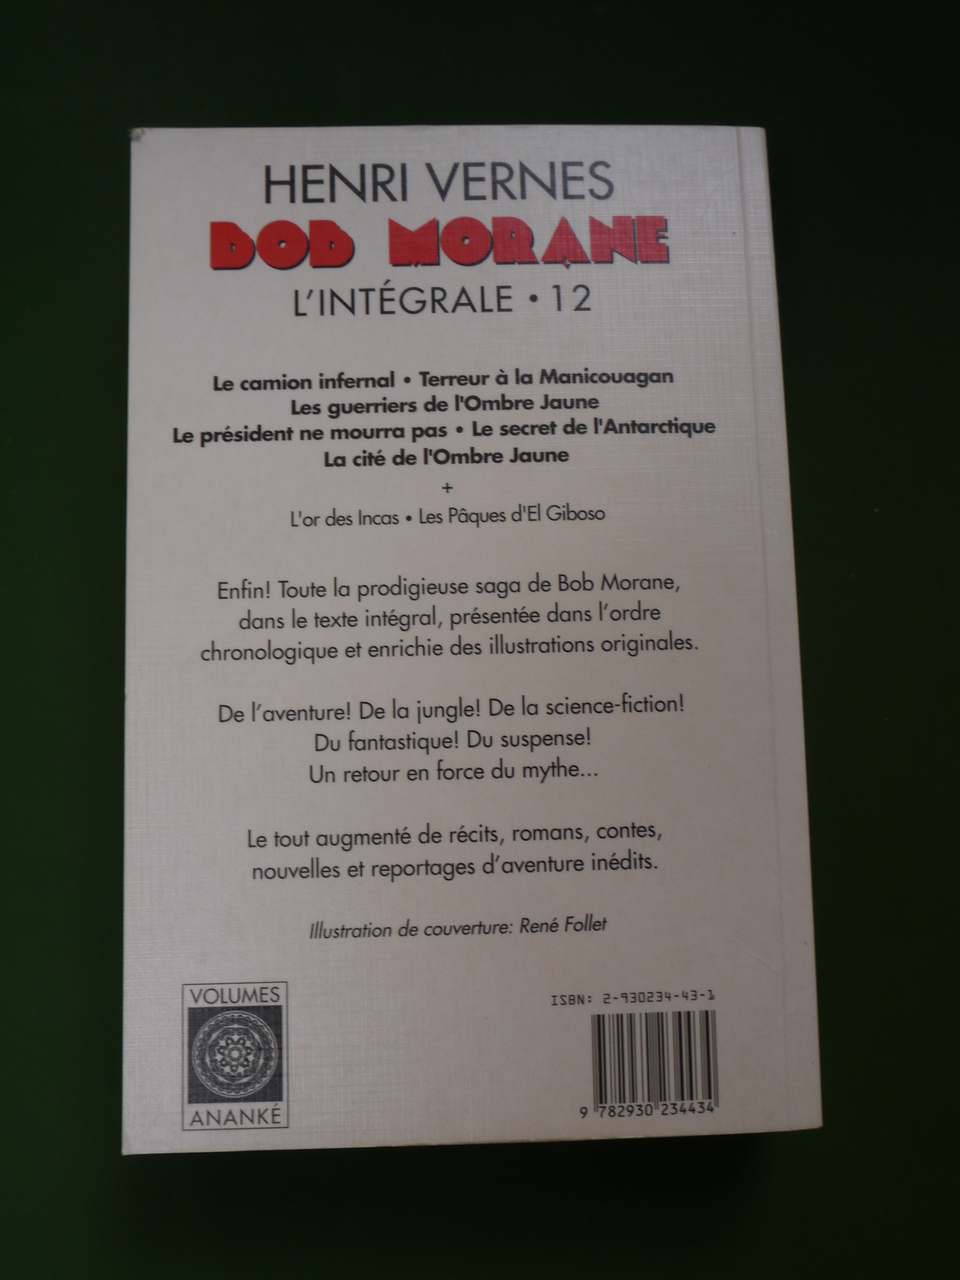 HENRI VERNES
BOB MORANE
L'INTÉGRALE • 12
Le camion infernal • Terreur à la Manicouagan
Les guerriers de l'Ombre Jaune
Le président ne mourra pas • Le secret de l'Antarctique
La cité de l'Ombre Jaune
+
L'or des Incas • Les Pâques d'El Giboso
Enfin! Toute la prodigieuse saga de Bob Morane,
dans le texte intégral, présentée dans l'ordre
chronologique et enrichie des illustrations originales.
De l'aventure! De la jungle! De la science-fiction!
Du fantastique! Du suspense!
Un retour en force du mythe...
Le tout augmenté de récits, romans, contes,
nouvelles et reportages d'aventure inédits.
Illustration de couverture: René Follet
VOLUMES
ANANKÉ
ISBN: 2-930234-43-1
9 782930 234434